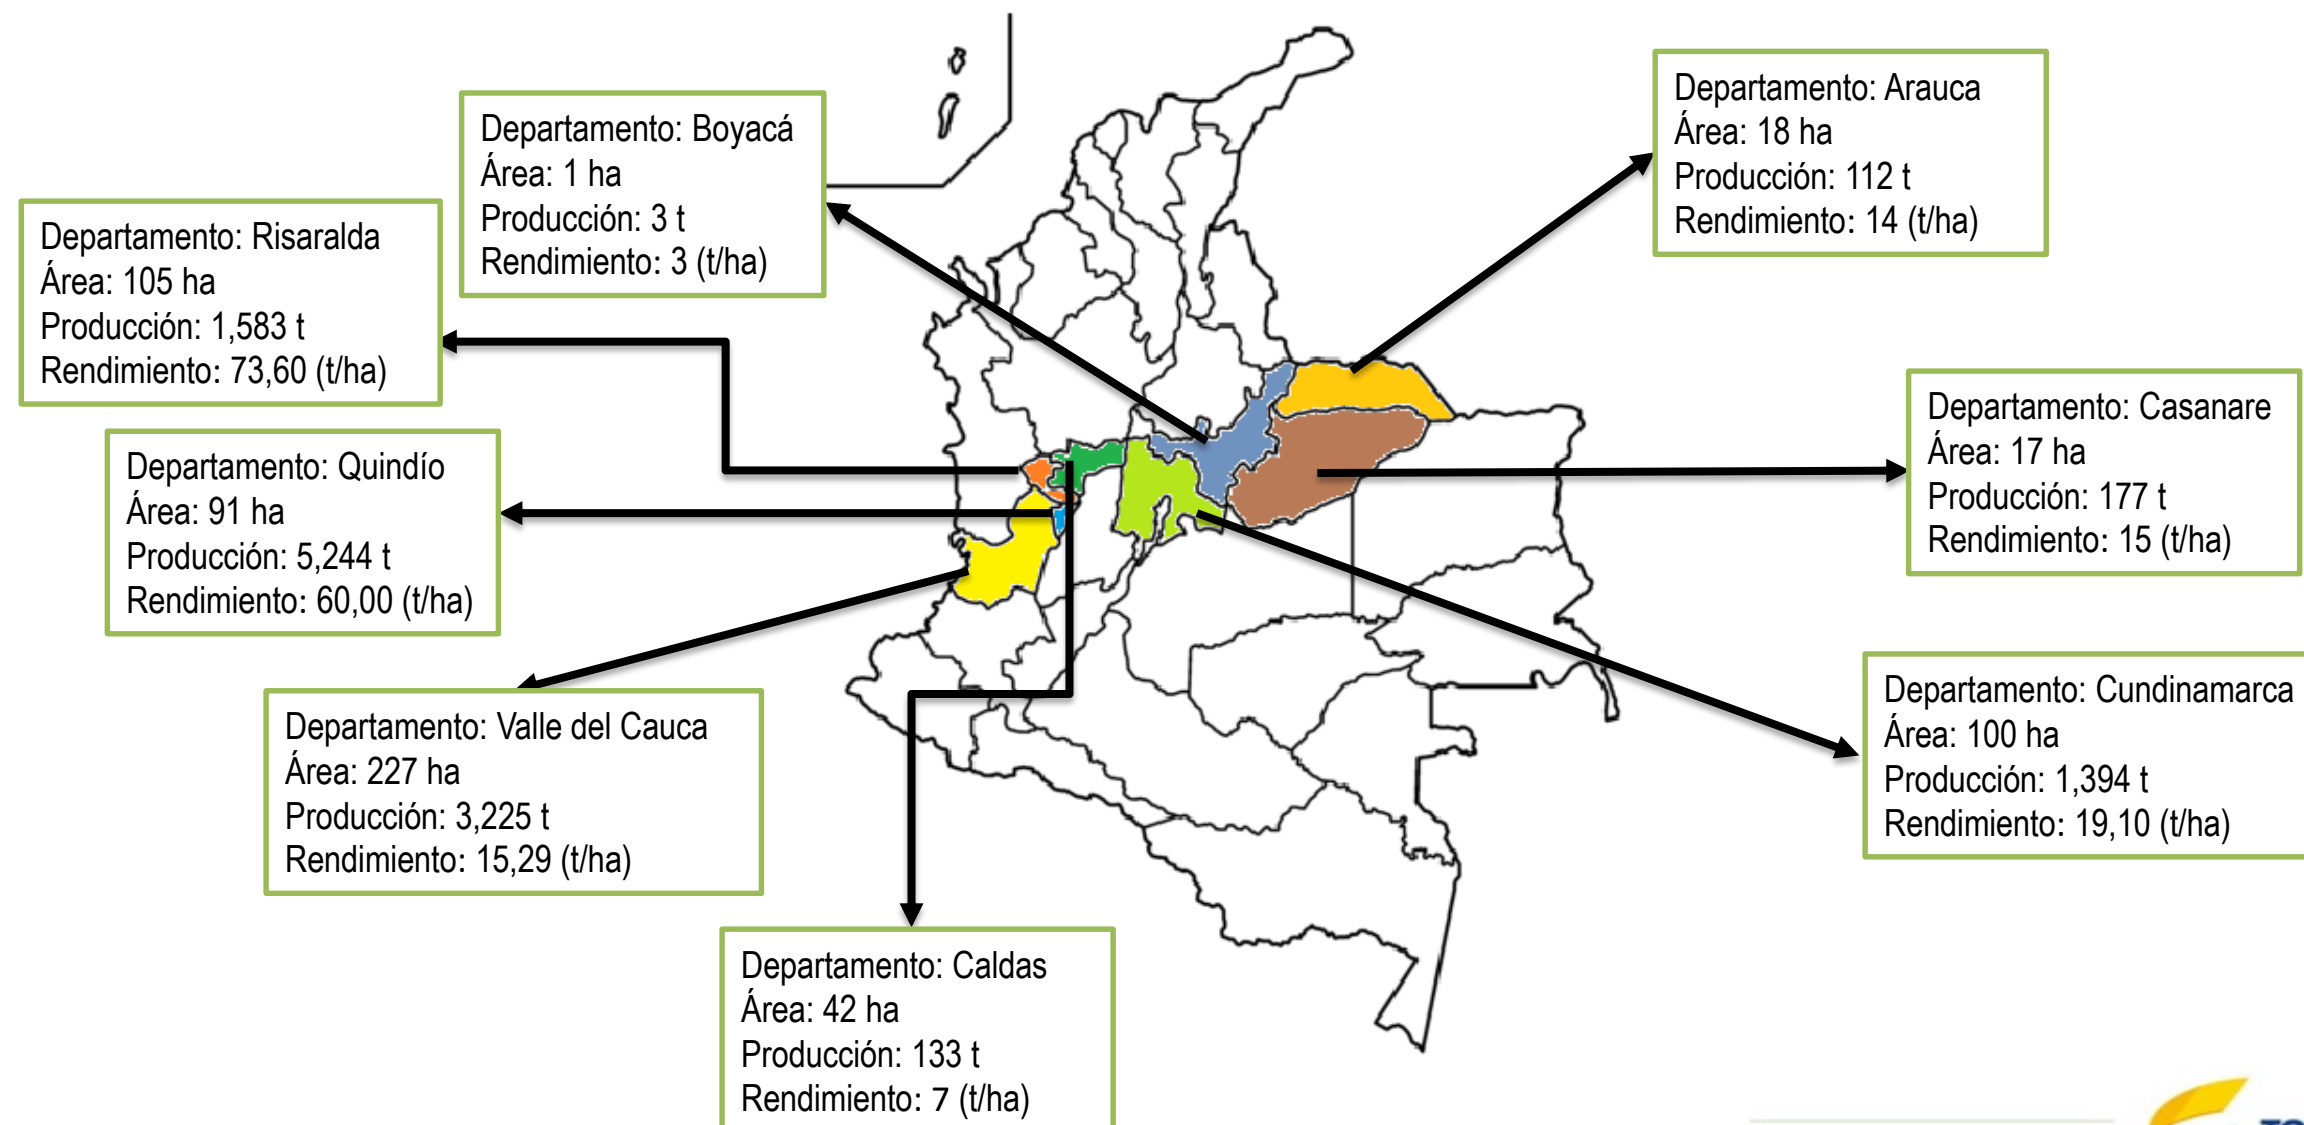 Departamento: Boyacá
Área: 1 ha
Producción: 3 t
Rendimiento: 3 (t/ha)
Departamento: Arauca
Área: 18 ha
Producción: 112 t
Rendimiento: 14 (t/ha)
Departamento: Risaralda
Área: 105 ha
Producción: 1,583 t
Rendimiento: 73,60 (t/ha)
Departamento: Casanare
Área: 17 ha
Producción: 177 t
Rendimiento: 15 (t/ha)
Departamento: Quindío
Área: 91 ha
Producción: 5,244 t
Rendimiento: 60,00 (t/ha)
Departamento: Cundinamarca
Área: 100 ha
Producción: 1,394 t
Rendimiento: 19,10 (t/ha)
Departamento: Valle del Cauca
Área: 227 ha
Producción: 3,225 t
Rendimiento: 15,29 (t/ha)
Departamento: Caldas
Área: 42 ha
Producción: 133 t
Rendimiento: 7 (t/ha)